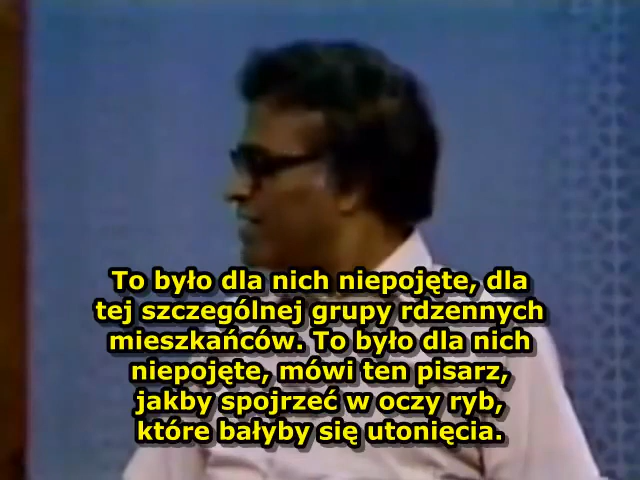 To było dla nich niepojęte, dla
tej szczególnej grupy rdzennych
mieszkańców. To było dla nich
niepojęte, mówi ten pisarz,
jakby spojrzeć w oczy ryb,
które bałyby się utonięcia.